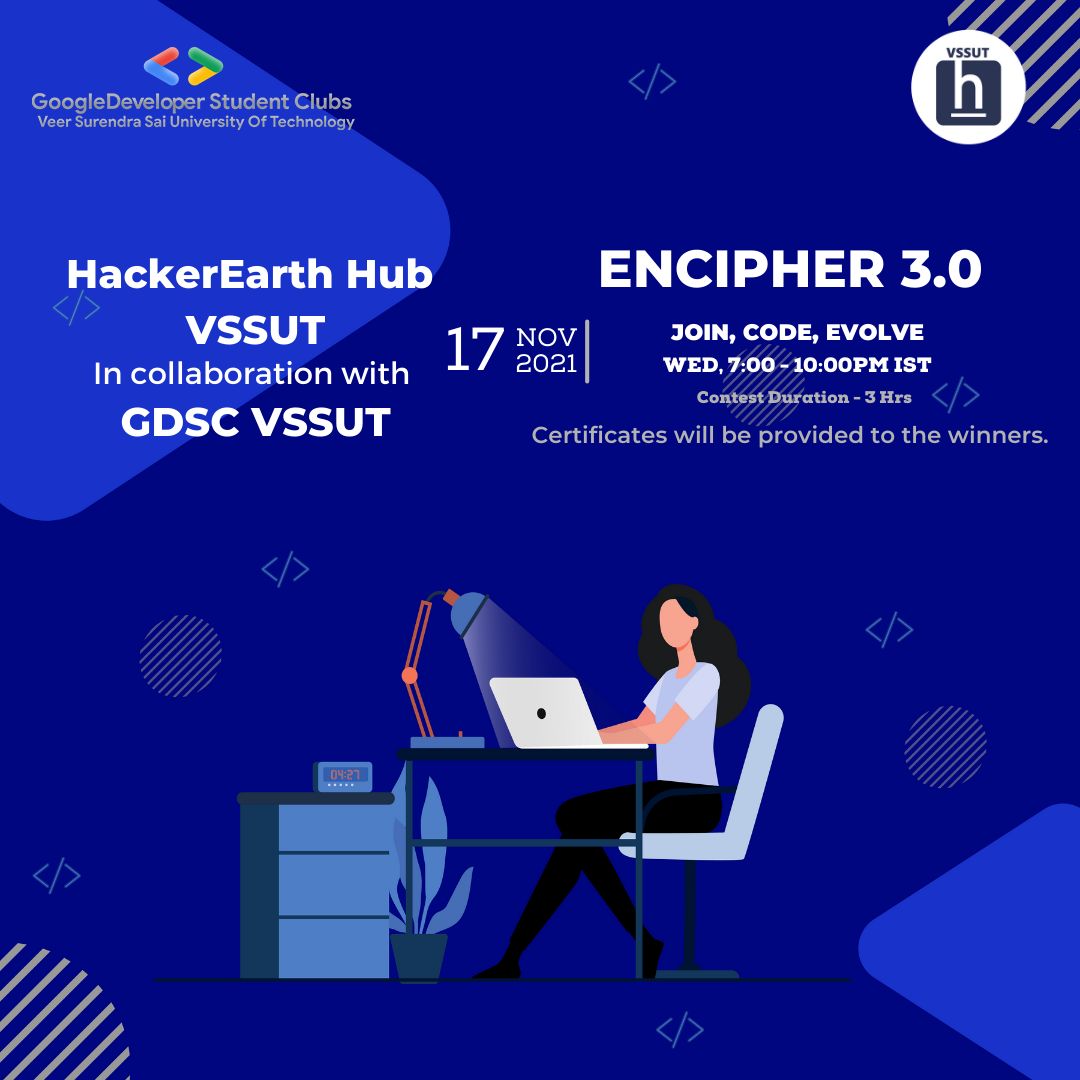 GoogleDeveloper Student Clubs
Veer Surendra Sai University Of Technology
VSSUT
h
HackerEarth Hub
VSSUT
In collaboration with
GDSC VSSUT
17
NOV
2021
ENCIPHER 3.0
JOIN, CODE, EVOLVE
WED, 7:00 - 10:00PM IST
Contest Duration - 3 Hrs
Certificates will be provided to the winners.
04:27